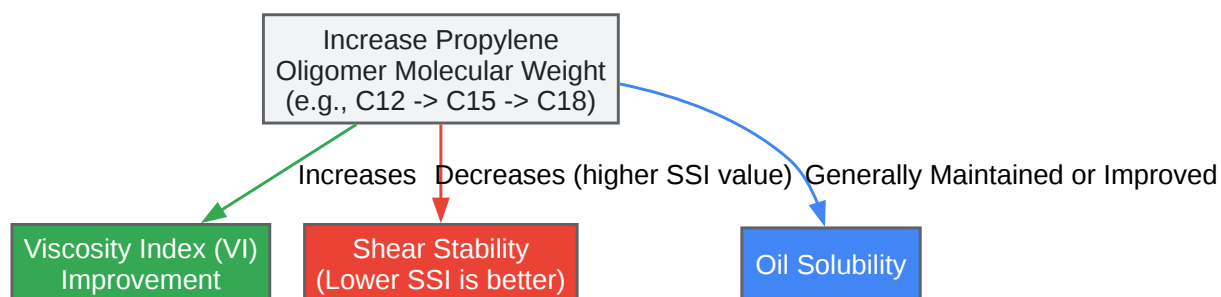 Increase Propylene
Oligomer Molecular Weight
(e.g., C12 -> C15 -> C18)
Increases
Decreases (higher SSI value)
Generally Maintained or Improved
Viscosity Index (VI)
Improvement
Shear Stability
(Lower SSI is better)
Oil Solubility